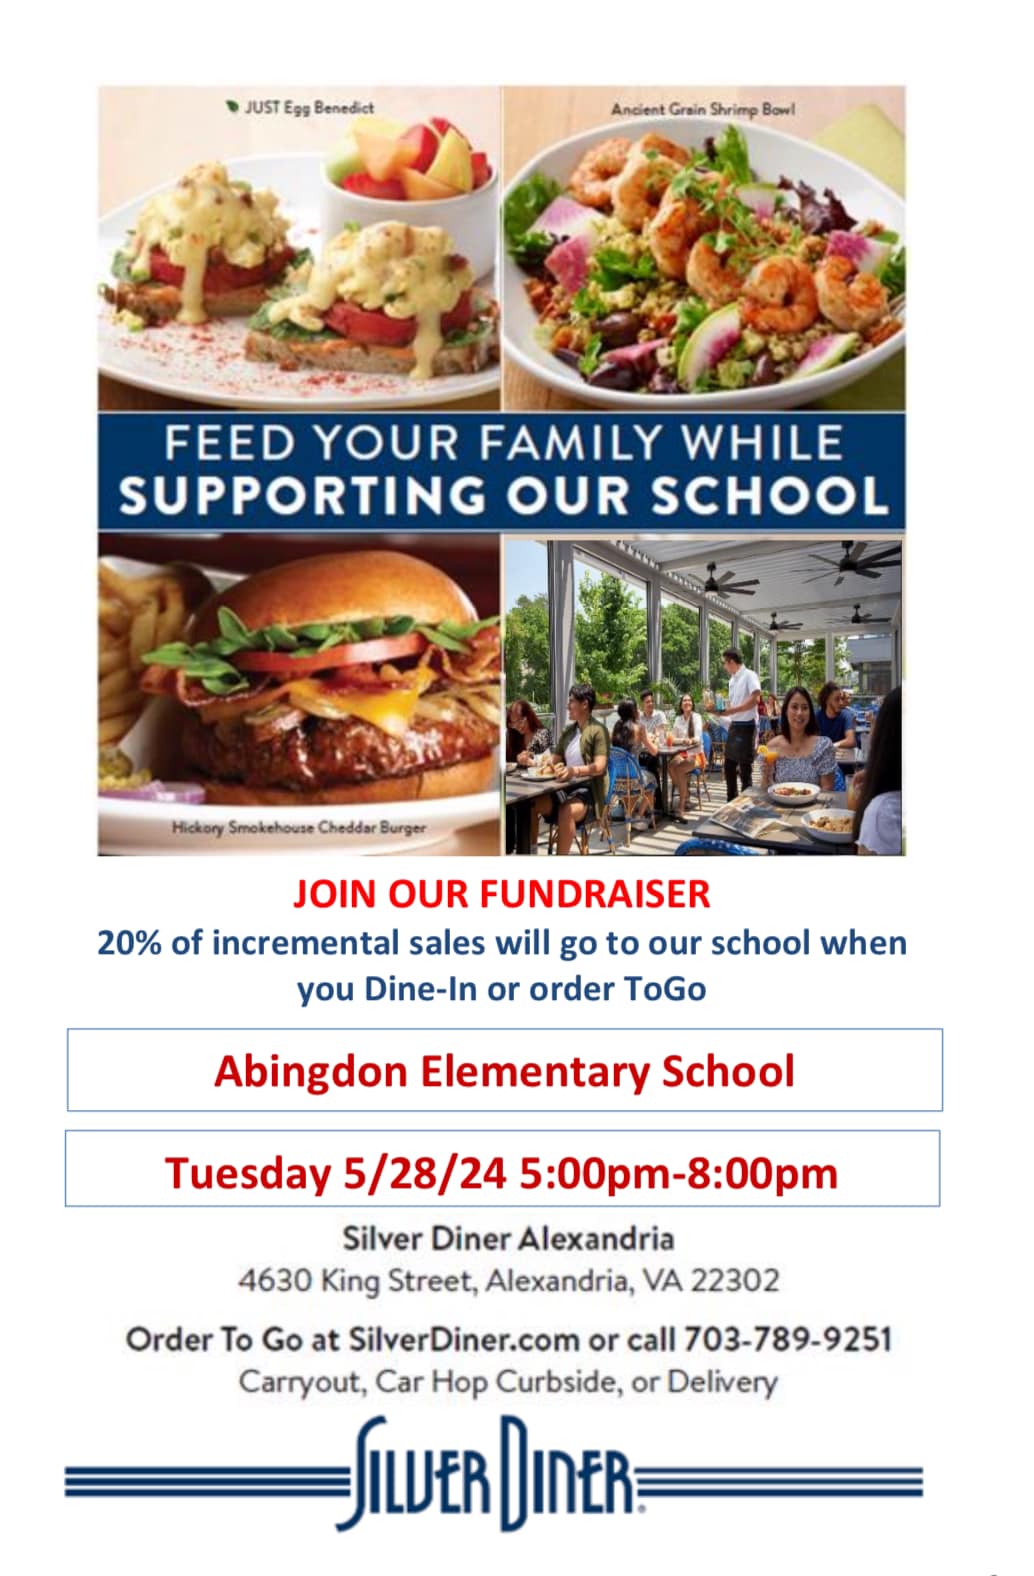 JUST Egg Benedict
Ancient Grain Shrimp Bowl
FEED YOUR FAMILY WHILE
SUPPORTING OUR SCHOOL
Hickory Smokehouse Cheddar Burger
JOIN OUR FUNDRAISER
20% of incremental sales will go to our school when
you Dine-In or order ToGo
Abingdon Elementary School
Tuesday 5/28/24 5:00pm-8:00pm
Silver Diner Alexandria
4630 King Street, Alexandria, VA 22302
Order To Go at SilverDiner.com or call 703-789-9251
Carryout, Car Hop Curbside, or Delivery
SILVER DINER